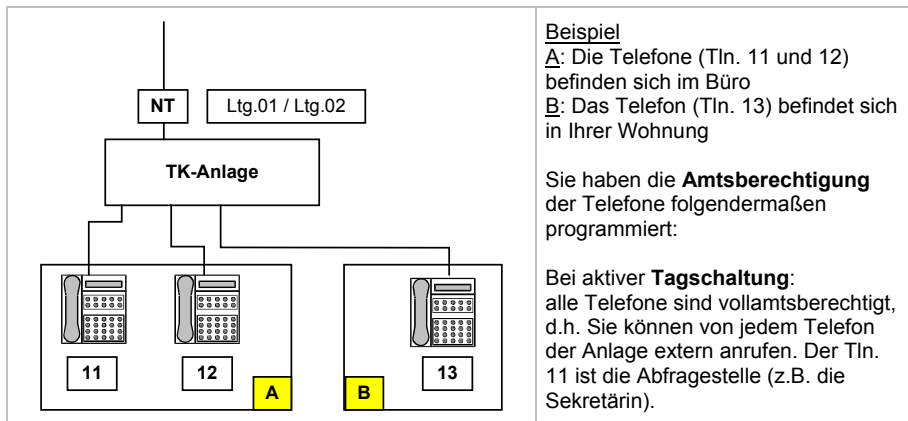 NT
Ltg.01 / Ltg.02
TK-Anlage
11
12
A
B
13
Beispiel
A: Die Telefone (Tln. 11 und 12)
befinden sich im Büro
B: Das Telefon (Tln. 13) befindet sich
in Ihrer Wohnung
Sie haben die Amtsberechtigung
der Telefone folgendermaßen
programmiert:
Bei aktiver Tagschaltung:
alle Telefone sind vollamtsberechtigt,
d.h. Sie können von jedem Telefon
der Anlage extern anrufen. Der Tln.
11 ist die Abfragestelle (z.B. die
Sekretärin).